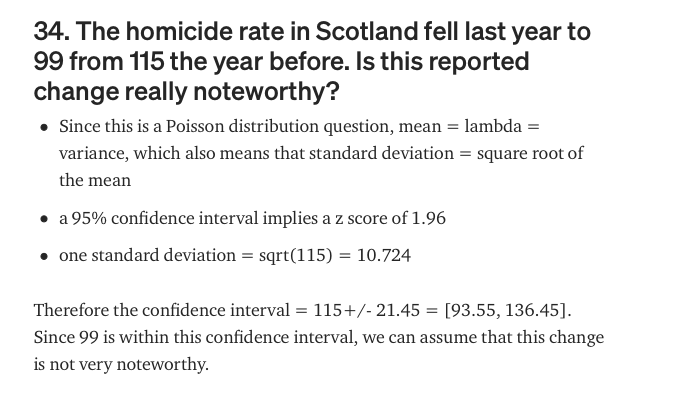 34. The homicide rate in Scotland fell last year to
99 from 115 the year before. Is this reported
change really noteworthy?
• Since this is a Poisson distribution question, mean = lambda =
variance, which also means that standard deviation = square root of
the mean
• a 95% confidence interval implies a z score of 1.96
• one standard deviation = sqrt(115) = 10.724
Therefore the confidence interval = 115+/- 21.45 = [93.55, 136.45].
Since 99 is within this confidence interval, we can assume that this change
is not very noteworthy.